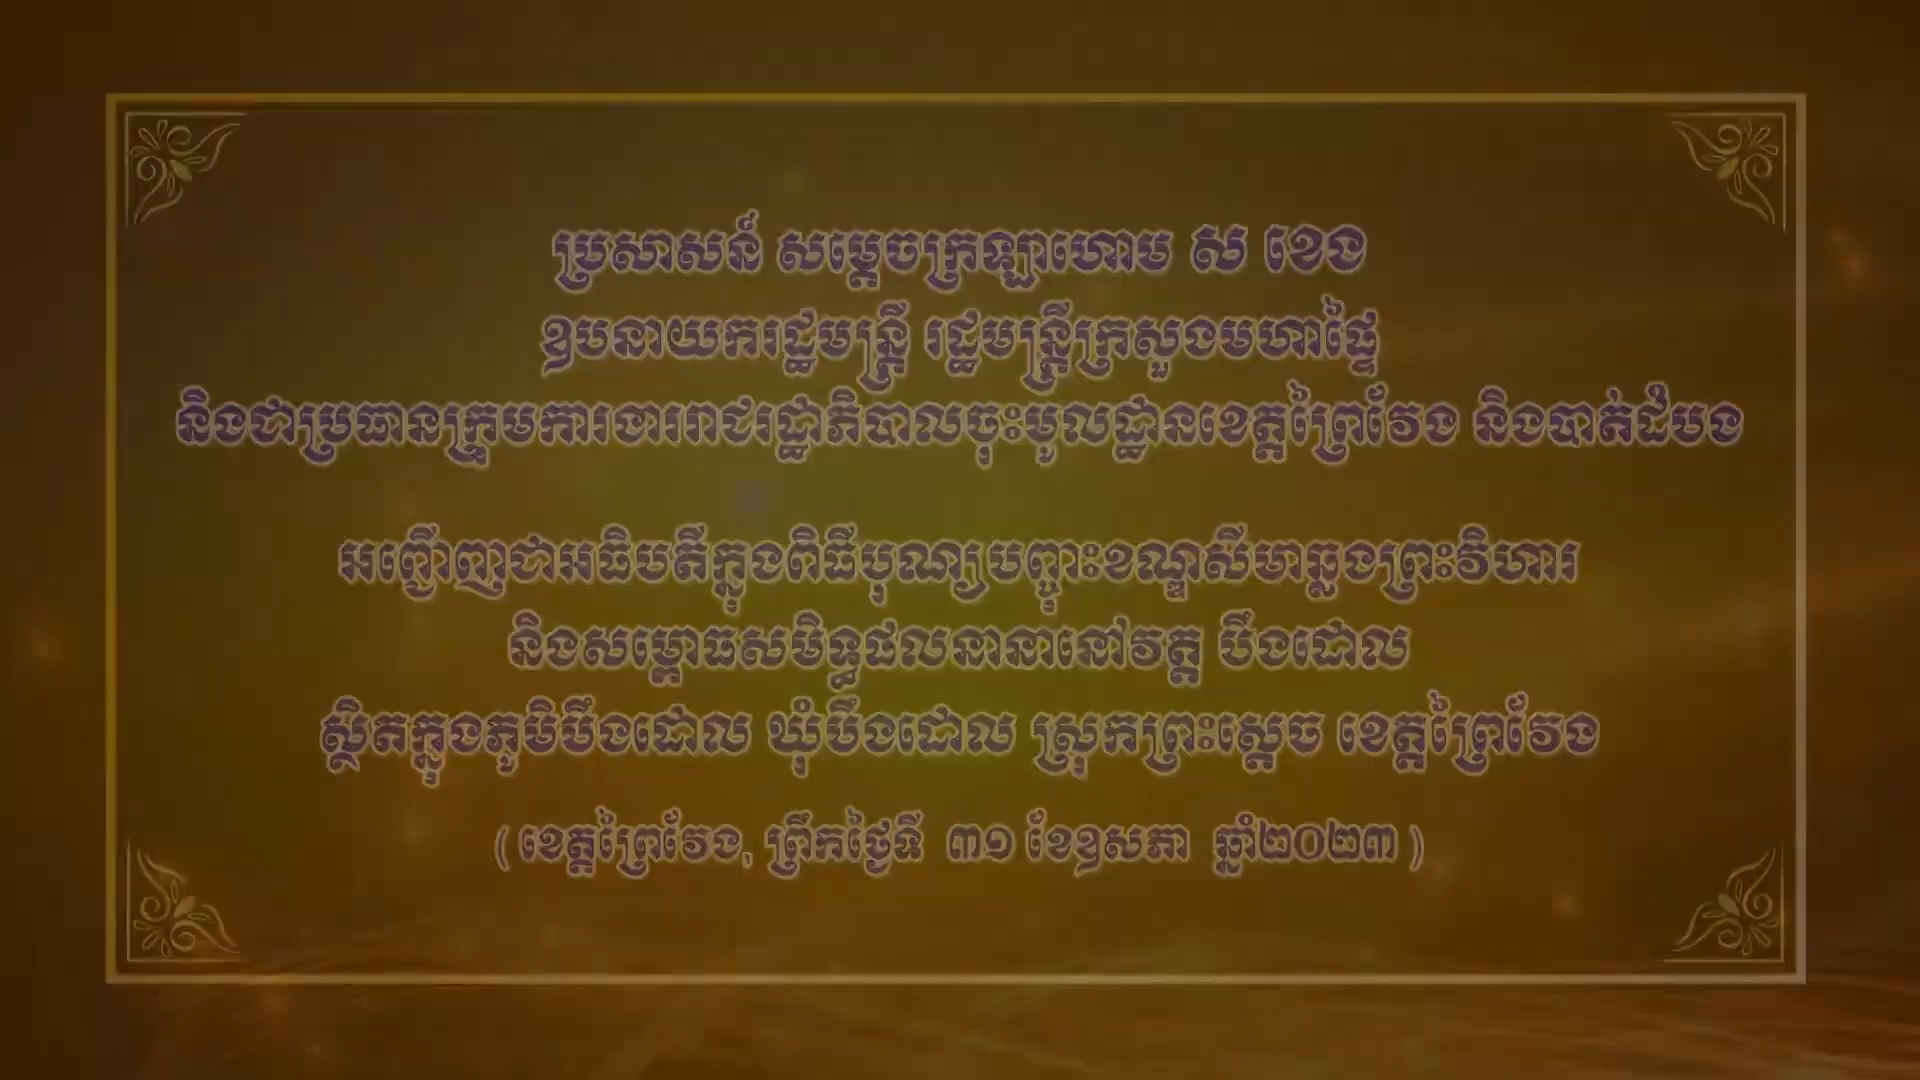 ប្រសាសន៍ សម្តេចក្រឡាហោម ស ខេង
ឧបនាយករដ្ឋមន្ត្រី រដ្ឋមន្ត្រីក្រសួងមហាផ្ទៃ
និងជាប្រធានក្រុមការងាររាជរដ្ឋាភិបាលចុះមូលដ្ឋានខេត្តព្រៃវែង និងបាត់ដំបង
អញ្ជើញជាអធិបតីក្នុងពិធីបុណ្យបញ្ចុះខណ្ឌសីមាឆ្លងព្រះវិហារ
និងសម្ពោធសមិទ្ធផលនានានៅវត្ត បឹងដោល
ស្ថិតក្នុងភូមិបឹងដោល ឃុំបឹងដោល ស្រុកព្រះស្តេច ខេត្តព្រៃវែង
( ខេត្តព្រៃវែង, ព្រឹកថ្ងៃទី ៣១ ខែឧសភា ឆ្នាំ២០២៣ )